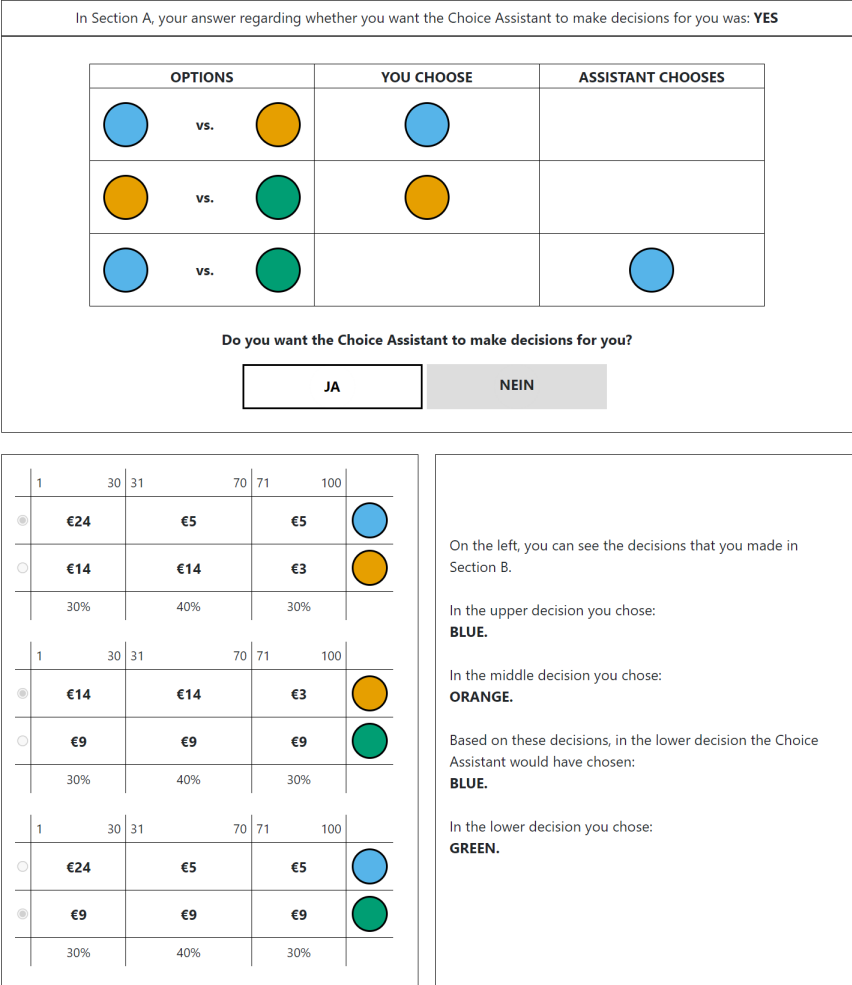 In Section A, your answer regarding whether you want the Choice Assistant to make decisions for you was: YES
OPTIONS YOU CHOOSE ASSISTANT CHOOSES
vs.
vs.
vs.
Do you want the Choice Assistant to make decisions for you?
JA NEIN
1 30 31 70 71 100
€24 €5 €5
€14 €14 €3
30% 40% 30%
1 30 31 70 71 100
€14 €14 €3
€9 €9 €9
30% 40% 30%
1 30 31 70 71 100
€24 €5 €5
€9 €9 €9
30% 40% 30%
On the left, you can see the decisions that you made in
Section B.
In the upper decision you chose:
BLUE.
In the middle decision you chose:
ORANGE.
Based on these decisions, in the lower decision the Choice
Assistant would have chosen:
BLUE.
In the lower decision you chose:
GREEN.